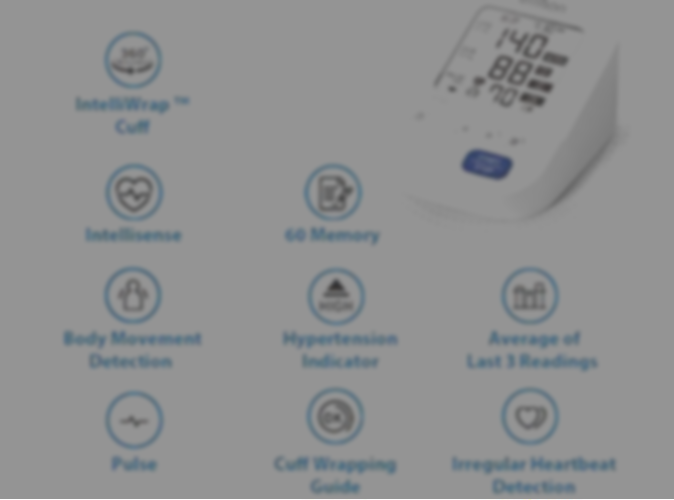 140
88
70
360°
IntelliWrap ™
Cuff
Intellisense
60 Memory
Body Movement
Detection
HIGH
Hypertension
Indicator
Average of
Last 3 Readings
Pulse
OK
Cuff Wrapping
Guide
Irregular Heartbeat
Detection